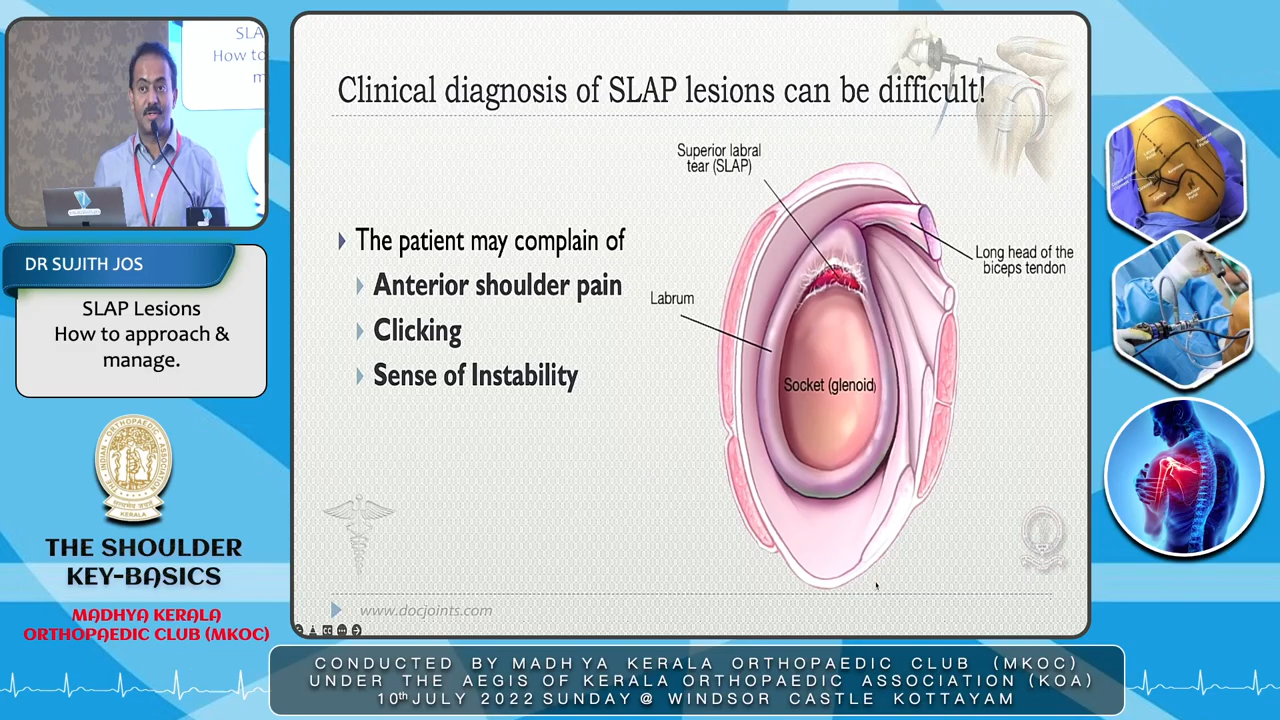 SLA
How to
m
DR SUJITH JOS
SLAP Lesions
How to approach &
manage.
THE SHOULDER
KEY-BASICS
MADHYA KERALA
ORTHOPAEDIC CLUB (MKOC)
Clinical diagnosis of SLAP lesions can be difficult!
The patient may complain of
Anterior shoulder pain
Clicking
Sense of Instability
Superior labral
tear (SLAP)
Long head of the
biceps tendon
Labrum
Socket (glenoid)
www.docjoints.com
CONDUCTED BY MADHYA KERALA ORTHOPAEDIC CLUB (MKOC)
UNDER THE AEGIS OF KERALA ORTHOPAEDIC ASSOCIATION (KOA)
10th JULY 2022 SUNDAY @ WINDSOR CASTLE KOTTAYAM